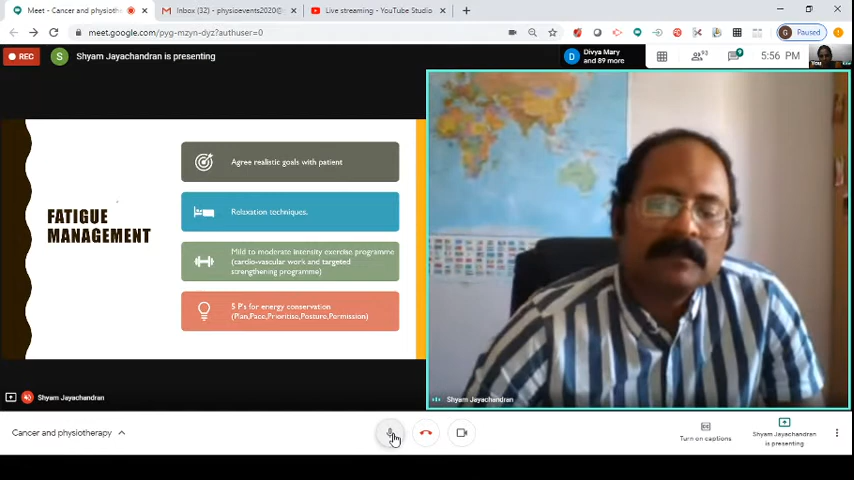 Meet - Cancer and physioth
Inbox (32) - physioevents2020@
Live streaming - YouTube Studio
meet.google.com/pyg-mzyn-dyz?authuser=0
G
Paused
REC
S
Shyam Jayachandran is presenting
D
Divya Mary
and 89 more
93
9
5:56 PM
You
FATIGUE
MANAGEMENT
Agree realistic goals with patient
Relaxation techniques.
Mild to moderate intensity exercise programme
(cardio-vascular work and targeted
strengthening programme)
5 P's for energy conservation
(Plan,Pace,Prioritise,Posture,Permission)
Shyam Jayachandran
Shyam Jayachandran
Cancer and physiotherapy
Turn on captions
Shyam Jayachandran
is presenting